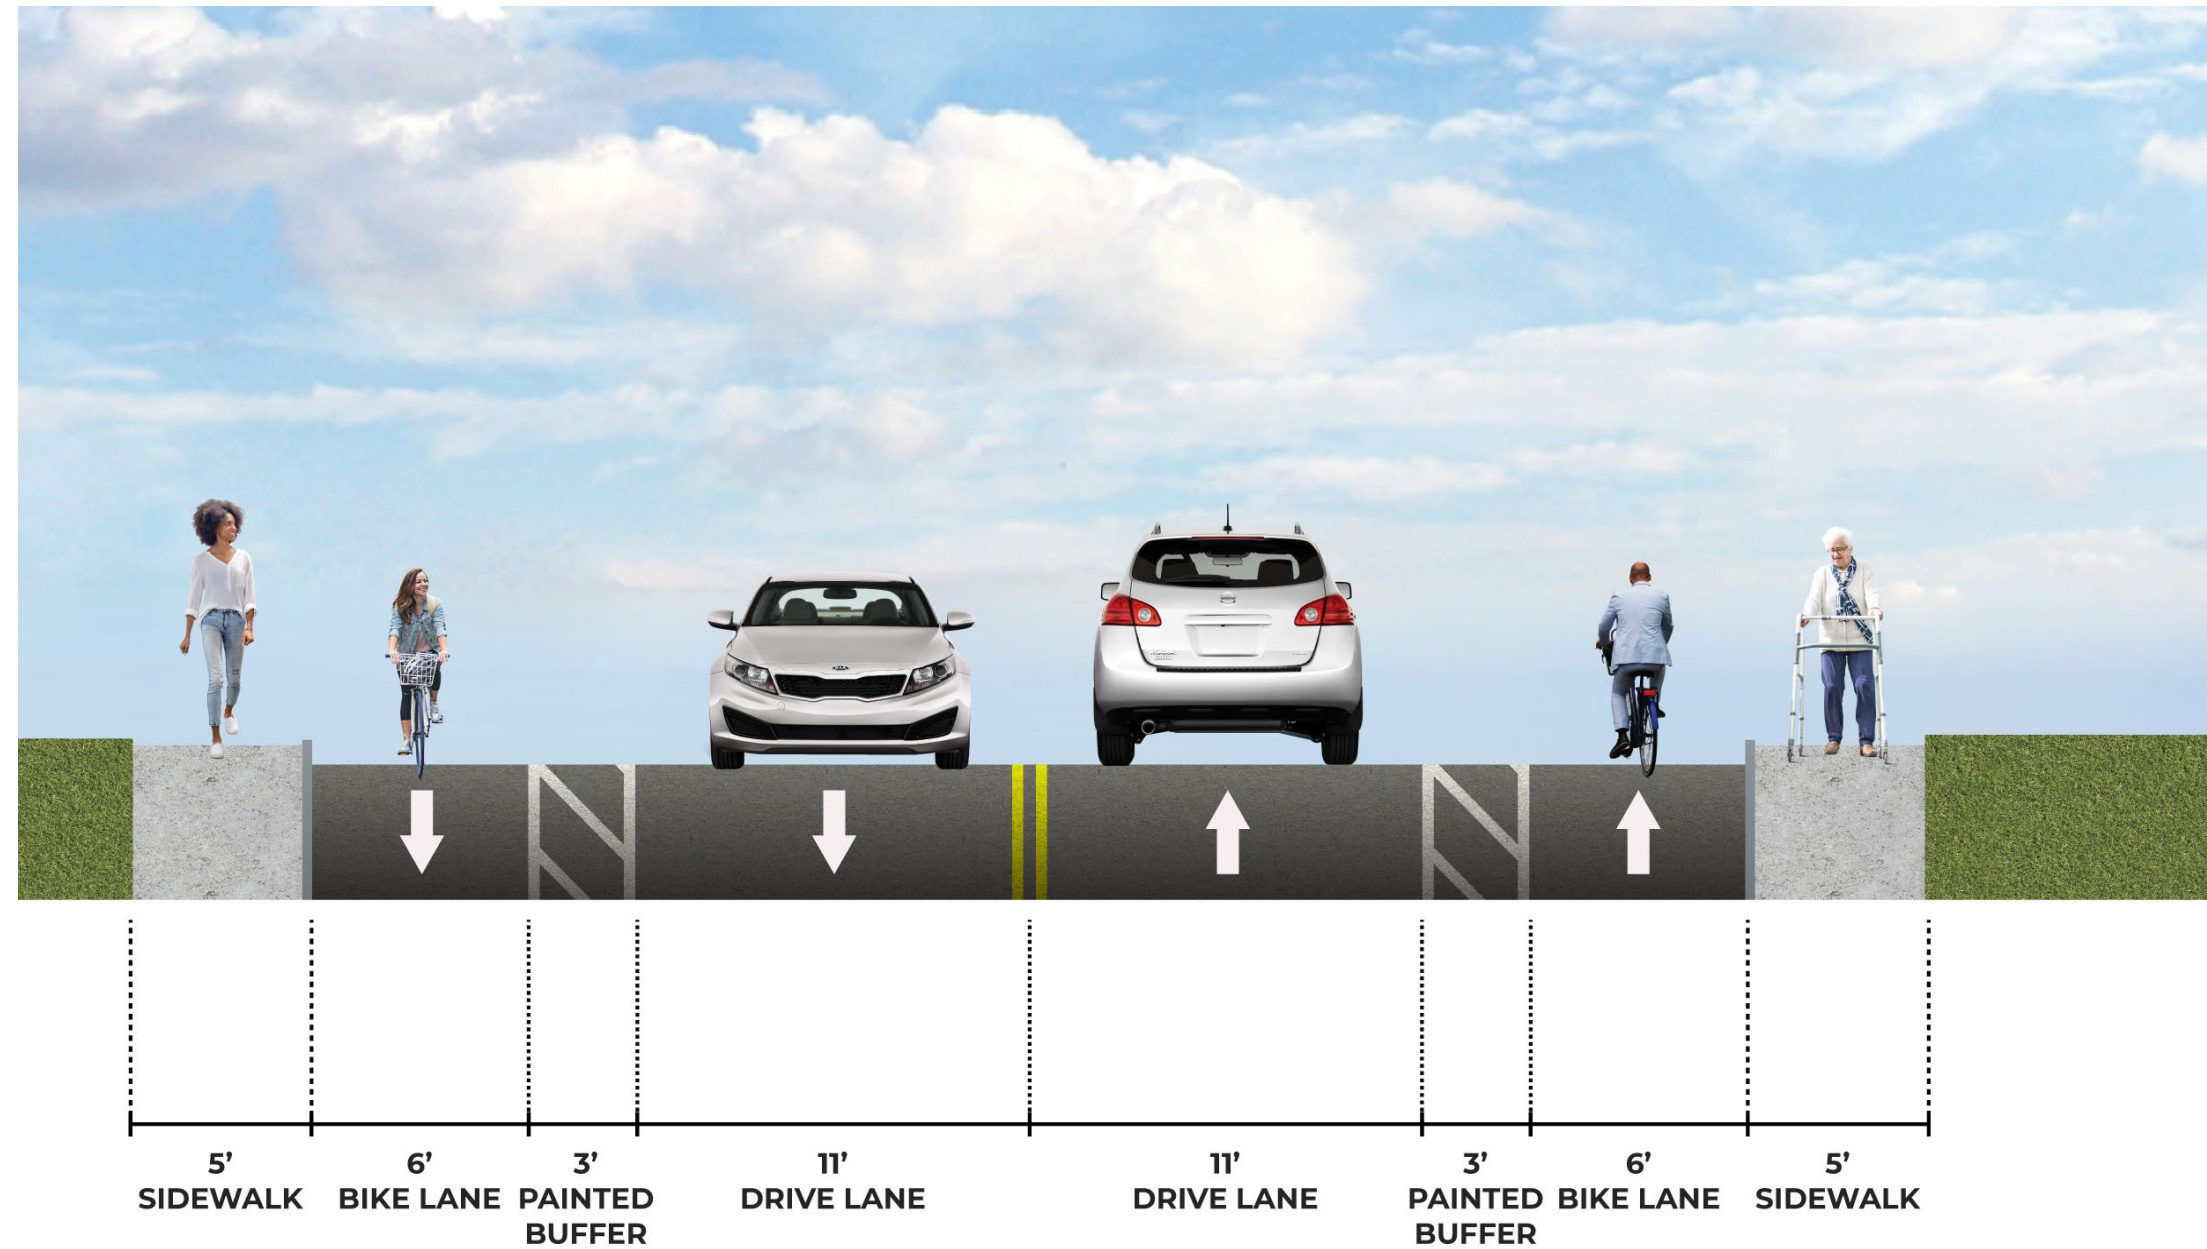 5’
SIDEWALK
6’
BIKE LANE
3’
PAINTED
BUFFER
11’
DRIVE LANE
11’
DRIVE LANE
3’
PAINTED
BUFFER
6’
BIKE LANE
5’
SIDEWALK